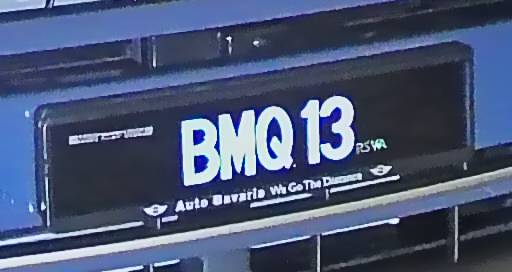 BMQ 13
Auto Bavaria We Go The Distance